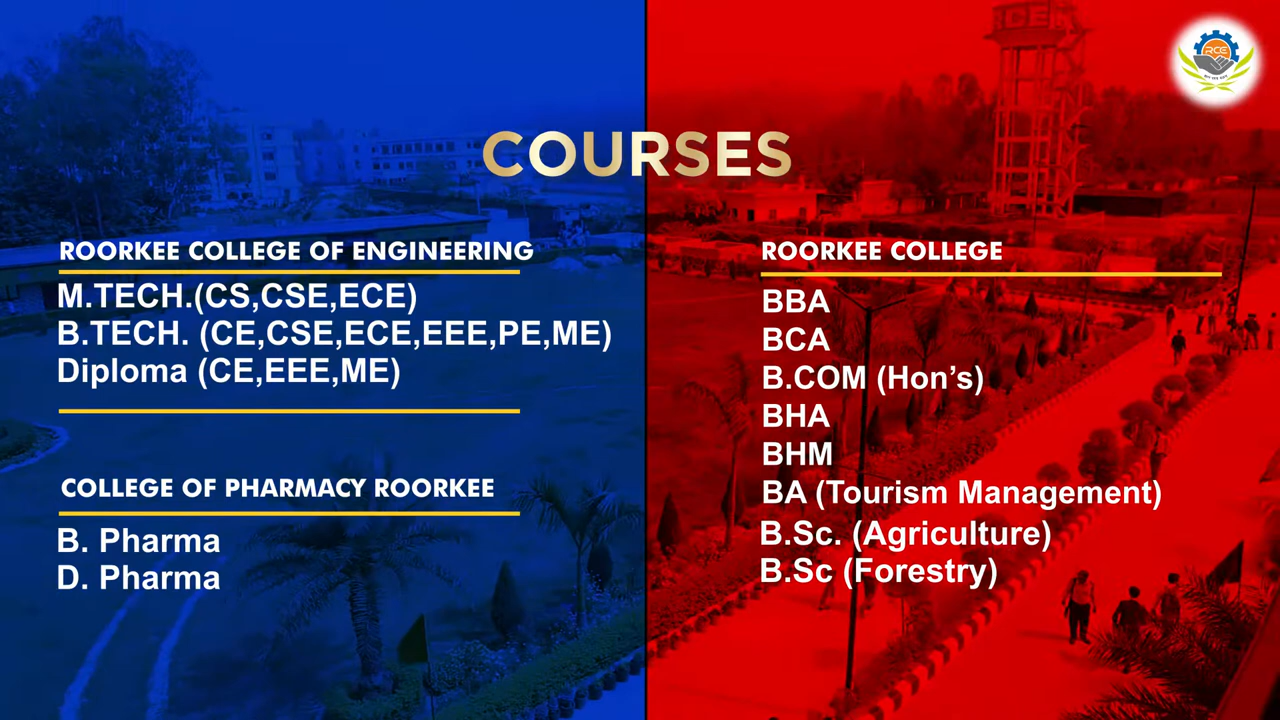 COURSES
ROORKEE COLLEGE OF ENGINEERING
M.TECH.(CS,CSE,ECE)
B.TECH. (CE,CSE,ECE,EEE,PE,ME)
Diploma (CE,EEE,ME)
COLLEGE OF PHARMACY ROORKEE
B. Pharma
D. Pharma
ROORKEE COLLEGE
BBA
BCA
B.COM (Hon’s)
BHA
BHM
BA (Tourism Management)
B.Sc. (Agriculture)
B.Sc (Forestry)
RCE